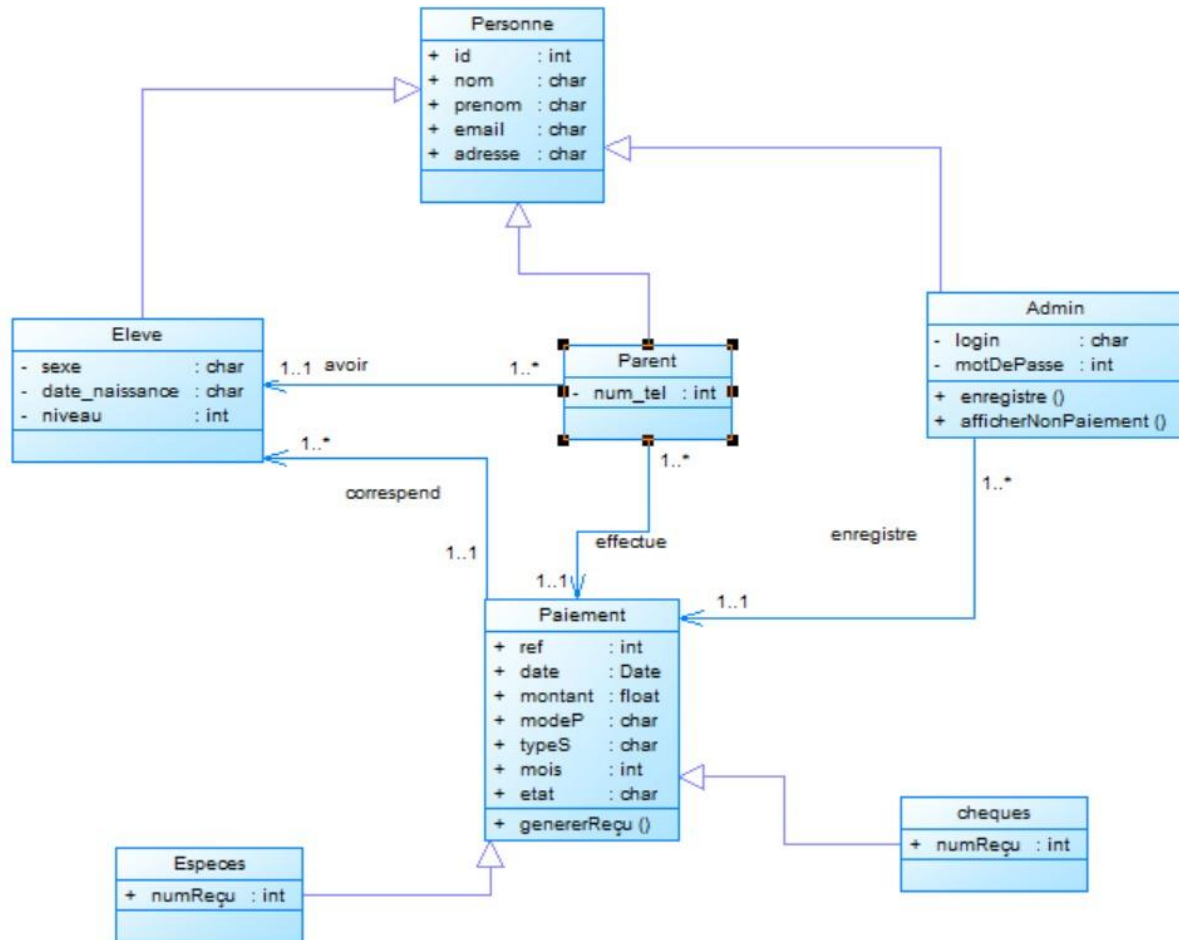 Personne
+ id : int
+ nom : char
+ prenom : char
+ email : char
+ adresse : char
Eleve
- sexe : char
- date_naissance : char
- niveau : int
1..1 avoir 1..*
Parent
- num_tel : int
Admin
- login : char
- motDePasse : int
+ enregistre ()
+ afficherNonPaiement ()
1..*
correspend
1..1
1..*
effectue
1..1
1..*
enregistre
1..1
Paiement
+ ref : int
+ date : Date
+ montant : float
+ modeP : char
+ typeS : char
+ mois : int
+ etat : char
+ genererReçu ()
Especes
+ numReçu : int
cheques
+ numReçu : int